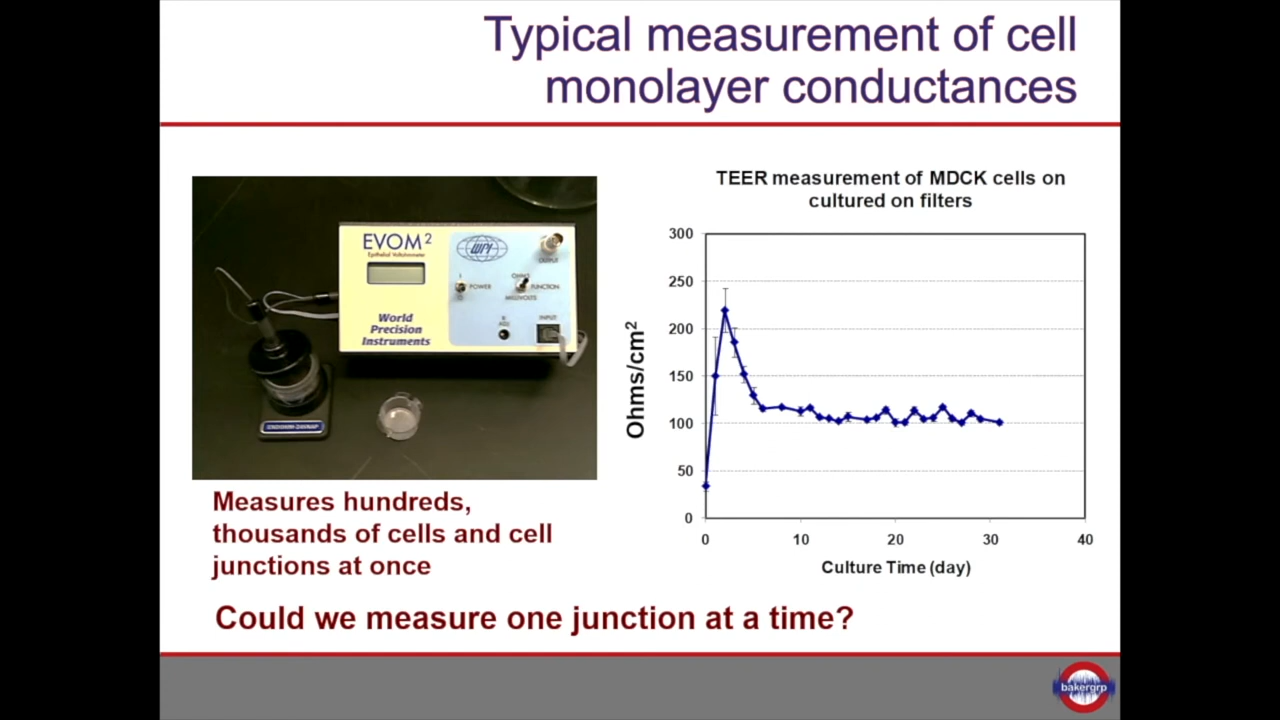 Typical measurement of cell
monolayer conductances
EVOM2
Epithelial Voltohmmeter
WPI
OUTPUT
OHMS
POWER
FUNCTION
MILLIVOLTS
INPUT
World
Precision
Instruments
TEER measurement of MDCK cells on
cultured on filters
300
250
200
150
100
50
0
Ohms/cm2
0 10 20 30 40
Culture Time (day)
Measures hundreds,
thousands of cells and cell
junctions at once
Could we measure one junction at a time?
bakergrp